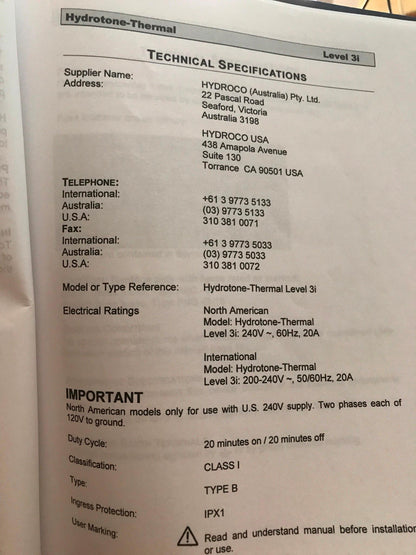 Hydrotone-Thermal
Level 3i
TECHNICAL SPECIFICATIONS
Supplier Name:
Address:
HYDROCO (Australia) Pty. Ltd.
22 Pascal Road
Seaford, Victoria
Australia 3198
HYDROCO USA
438 Amapola Avenue
Suite 130
Torrance CA 90501 USA
TELEPHONE:
International: +61 3 9773 5133
Australia: (03) 9773 5133
U.S.A: 310 381 0071
Fax:
International: +61 3 9773 5033
Australia: (03) 9773 5033
U.S.A: 310 381 0072
Model or Type Reference: Hydrotone-Thermal Level 3i
Electrical Ratings North American
Model: Hydrotone-Thermal
Level 3i: 240V ~, 60Hz, 20A
International
Model: Hydrotone-Thermal
Level 3i: 200-240V ~, 50/60Hz, 20A
IMPORTANT
North American models only for use with U.S. 240V supply. Two phases each of
120V to ground.
Duty Cycle: 20 minutes on / 20 minutes off
Classification: CLASS I
Type: TYPE B
Ingress Protection: IPX1
User Marking: Read and understand manual before installation
or use.